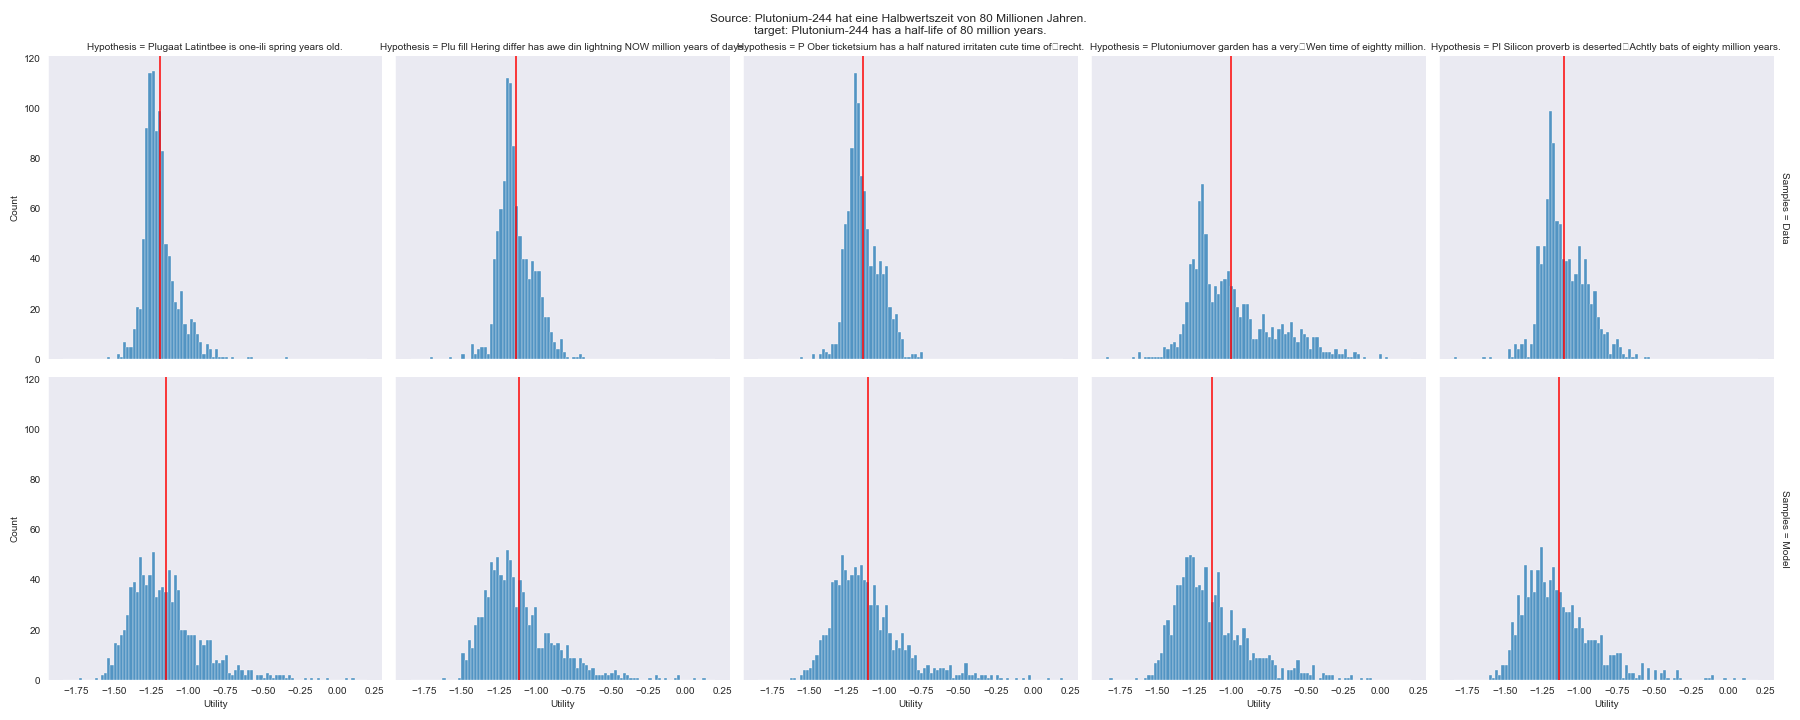 Source: Plutonium-244 hat eine Halbwertszeit von 80 Millionen Jahren.
target: Plutonium-244 has a half-life of 80 million years.
Hypothesis = Plugaat Latintbee is one-ili spring years old.
Hypothesis = Plu fill Hering differ has awe din lightning NOW million years of days.
Hypothesis = P Ober ticketsium has a half natured irritaten cute time of□recht.
Hypothesis = Plutoniumover garden has a very□Wen time of eightty million.
Hypothesis = Pl Silicon proverb is deserted□Achtly bats of eighty million years.
120
100
80
60
40
20
0
Count
Samples = Data
120
100
80
60
40
20
0
Count
Samples = Model
−1.75 −1.50 −1.25 −1.00 −0.75 −0.50 −0.25 0.00 0.25
−1.75 −1.50 −1.25 −1.00 −0.75 −0.50 −0.25 0.00 0.25
−1.75 −1.50 −1.25 −1.00 −0.75 −0.50 −0.25 0.00 0.25
−1.75 −1.50 −1.25 −1.00 −0.75 −0.50 −0.25 0.00 0.25
−1.75 −1.50 −1.25 −1.00 −0.75 −0.50 −0.25 0.00 0.25
Utility
Utility
Utility
Utility
Utility